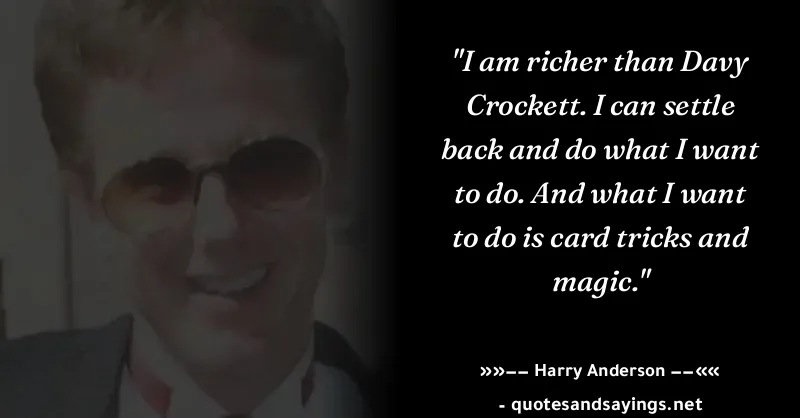 "I am richer than Davy
Crockett. I can settle
back and do what I want
to do. And what I want
to do is card tricks and
magic."
»»–– Harry Anderson ––««
- quotesandsayings.net